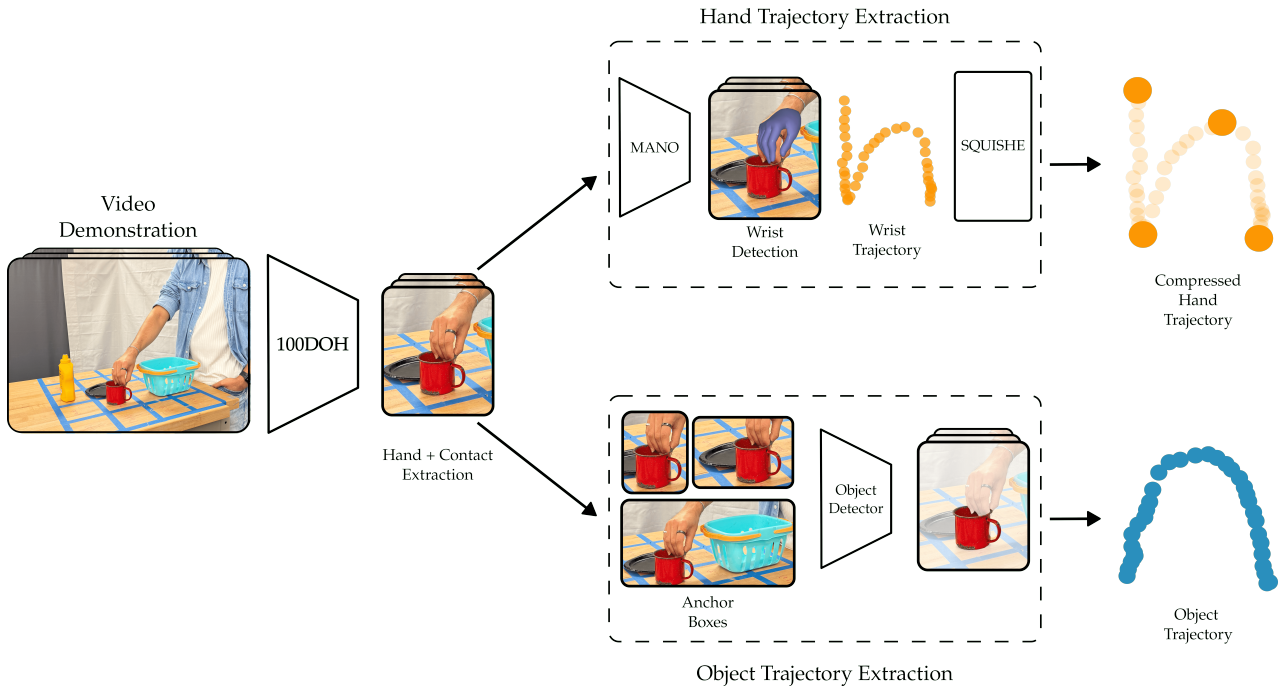 Hand Trajectory Extraction
MANO
SQUISHE
Wrist
Detection
Wrist
Trajectory
Compressed
Hand
Trajectory
Video
Demonstration
100DOH
Hand + Contact
Extraction
Object
Detector
Anchor
Boxes
Object
Trajectory
Object Trajectory Extraction